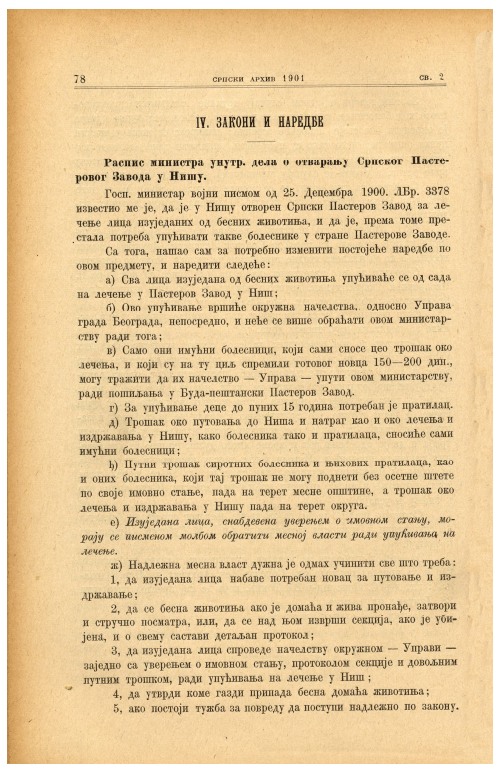 78
СРПСКИ АРХИВ 1901
СВ. 2
IV. ЗАКОНИ И НАРЕДБЕ
Распис министра унутр. дела о отварању Српског Пасте-
ровог Завода у Нишу.
Госп. министар војни писмом од 25. Децембра 1900. ЛБр. 3378
известио ме је, да је у Нишу отворен Српски Пастеров Завод за ле-
чење лица изуједаних од бесних животиња, и да је, према томе пре-
стала потреба упућивати такве болеснике у стране Пастерове Заводе.
Са тога, нашао сам за потребно изменити постојеће наредбе по
овом предмету, и наредити следеће:
а) Сва лица изуједана од бесних животиња упућиваће се од сада
на лечење у Пастеров Завод у Ниш;
б) Ово упућивање вршиће окружна начелства, односно Управа
града Београда, непосредно, и неће се више обраћати овом министар-
ству ради тога;
в) Само они имућни болесници, који сами сносе цео трошак око
лечења, и који су на ту циљ спремили готовог новца 150—200 дин.,
могу тражити да их начелство — Управа — упути овом министарству,
ради пошиљања у Буда-пештански Пастеров Завод.
г) За упућивање деце до пуних 15 година потребан је пратилац.
д) Трошак око путовања до Ниша и натраг као и око лечења и
издржавања у Нишу, како болесника тако и пратилаца, сносиће сами
имућни болесници;
ђ) Путни трошак сиротних болесника и њихових пратилаца, као
и оних болесника, који тај трошак не могу поднети без осетне штете
по своје имовно стање, пада на терет месне општине, а трошак око
лечења и издржавања у Нишу пада на терет округа.
е) Изуједана лица, снабдевена уверењем о имовном стању, мо-
рају се писменом молбом обратити месној власти ради упућивања на
лечење.
ж) Надлежна месна власт дужна је одмах учинити све што треба:
1, да изуједана лица набаве потребан новац за путовање и из-
државање;
2, да се бесна животиња ако је домаћа и жива пронађе, затвори
и стручно посматра, или, да се над њом изврши секција, ако је уби-
јена, и о свему састави детаљан протокол;
3, да изуједана лица спроведе начелству окружном — Управи —
заједно са уверењем о имовном стању, протоколом секције и довољним
путним трошком, ради упућивања на лечење у Ниш;
4, да утврди коме газди припада бесна домаћа животиња;
5, ако постоји тужба за повреду да поступи надлежно по закону.